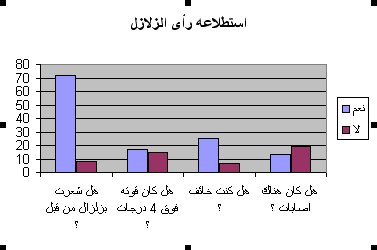 استطلاعه رأى الزلازل
80
70
60
50
40
30
20
10
0
نعم
لا
هل شعرت
بزلزال من قبل
؟
هل كان قوته
فوق 4 درجات
؟
هل كنت خائف
؟
هل كان هناك
اصابات ؟